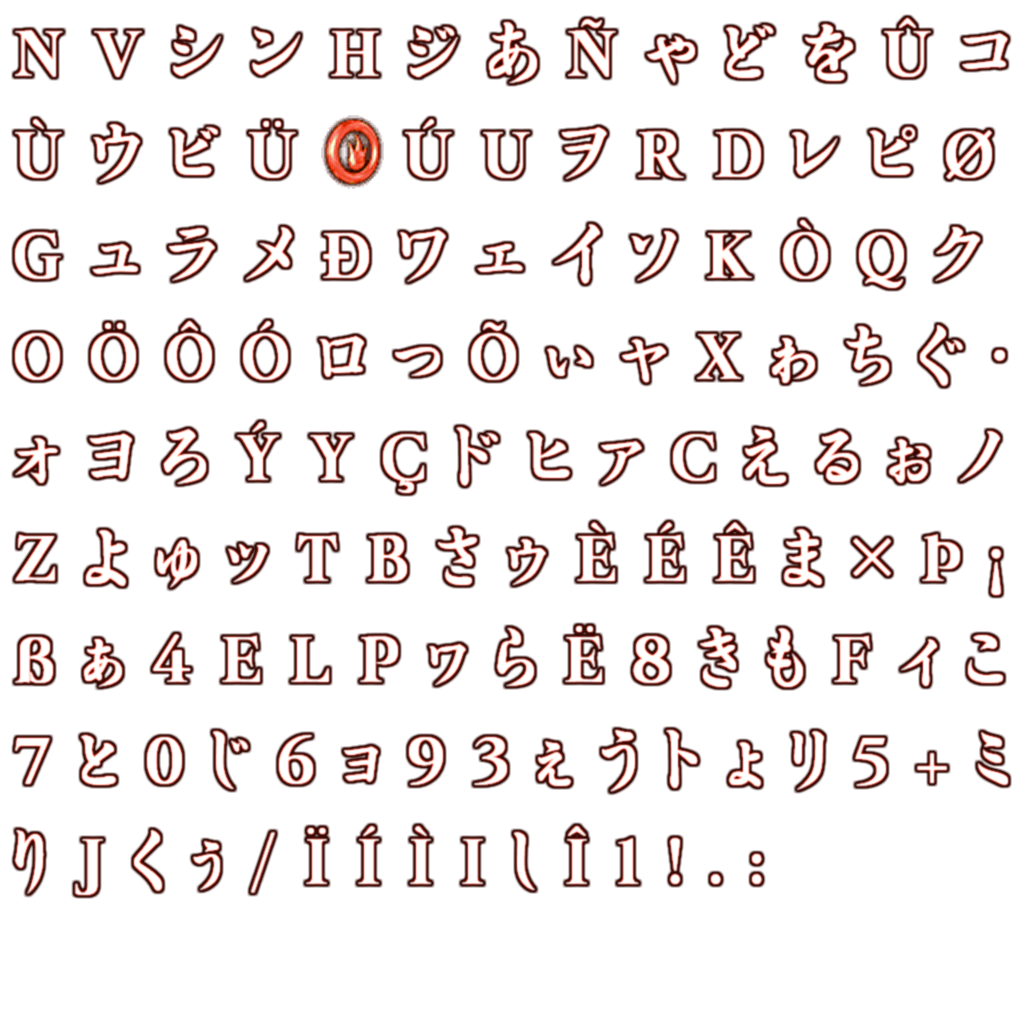 N V シ ン H ジ あ Ñ ゃ ど を Û コ
Ù ウ ビ Ü Ú U ヲ R D レ ピ Ø
G ュ ラ メ Ð ワ ェ イ ソ K Ò Q ク
O Ö Ô Ó ロ っ Õ ぃ ャ X ゎ ち ぐ ·
ォ ヨ ろ Ý Y Ç ド ヒ ァ C え る ぉ ノ
Z よ ゅ ッ T B さ ゥ È É Ê ま × Þ ¡
ß ぁ 4 E L P ヮ ら Ë 8 き も F ィ こ
7 と 0 じ 6 ョ 9 3 ぇ う ト ょ リ 5 + ミ
り J く ぅ / Ï Í Ì I し Î 1 ! . :